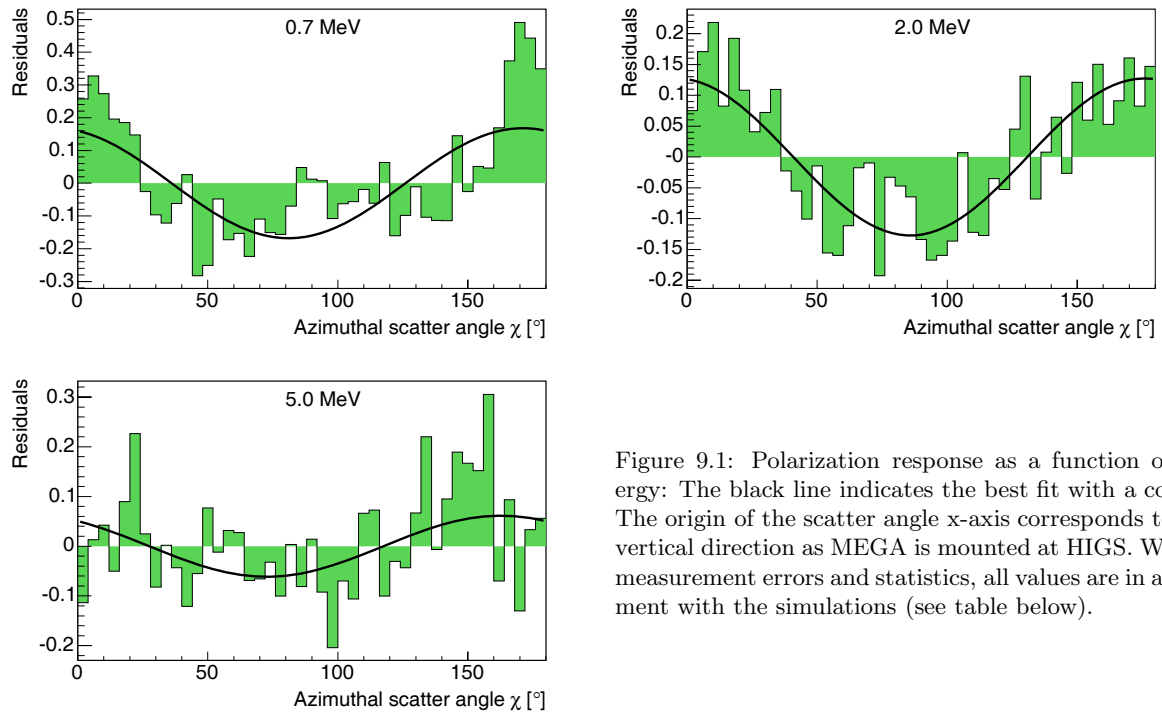 0.7 MeV
Residuals
0.5
0.4
0.3
0.2
0.1
0
-0.1
-0.2
-0.3
0 50 100 150
Azimuthal scatter angle χ [°]
2.0 MeV
Residuals
0.2
0.15
0.1
0.05
-0
-0.05
-0.1
-0.15
-0.2
0 50 100 150
Azimuthal scatter angle χ [°]
5.0 MeV
Residuals
0.3
0.2
0.1
0
-0.1
-0.2
0 50 100 150
Azimuthal scatter angle χ [°]
Figure 9.1: Polarization response as a function o
ergy: The black line indicates the best fit with a co
The origin of the scatter angle x-axis corresponds t
vertical direction as MEGA is mounted at HIGS. W
measurement errors and statistics, all values are in a
ment with the simulations (see table below).